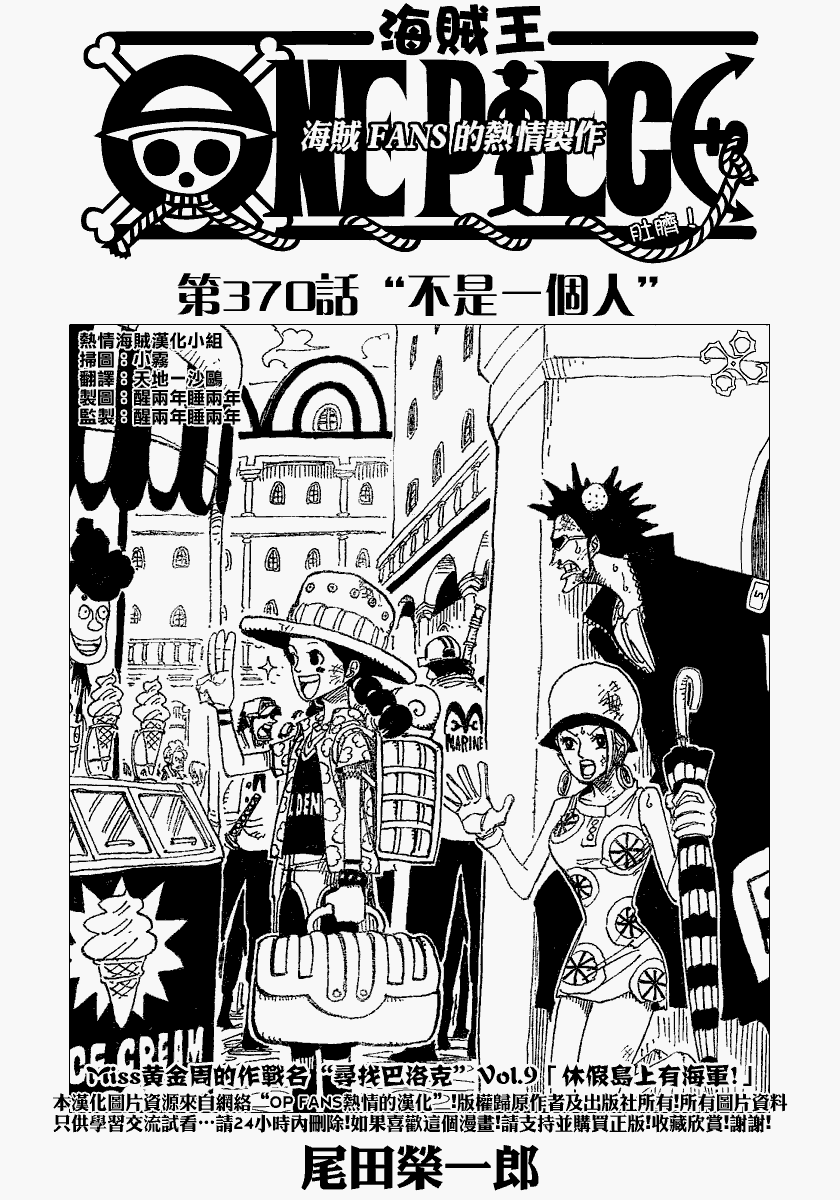 海賊王
ONE PIECE
海賊 FANS 的熱情製作
肚臍！
第370話 “不是一個人”
熱情海賊漢化小組
掃圖：小霧
翻譯：天地一沙鷗
製圖：醒兩年睡兩年
監製：醒兩年睡兩年
MARINE
DEN
5
ICE CREAM
Miss黄金周的作戰名“尋找巴洛克” Vol.9「休假島上有海軍!」
本漢化圖片資源來自網絡“OP FANS熱情的漢化”!版權歸原作者及出版社所有!所有圖片資料
只供學習交流試看…請24小時內刪除!如果喜歡這個漫畫!請支持並購買正版!收藏欣賞!謝謝!
尾田榮一郎